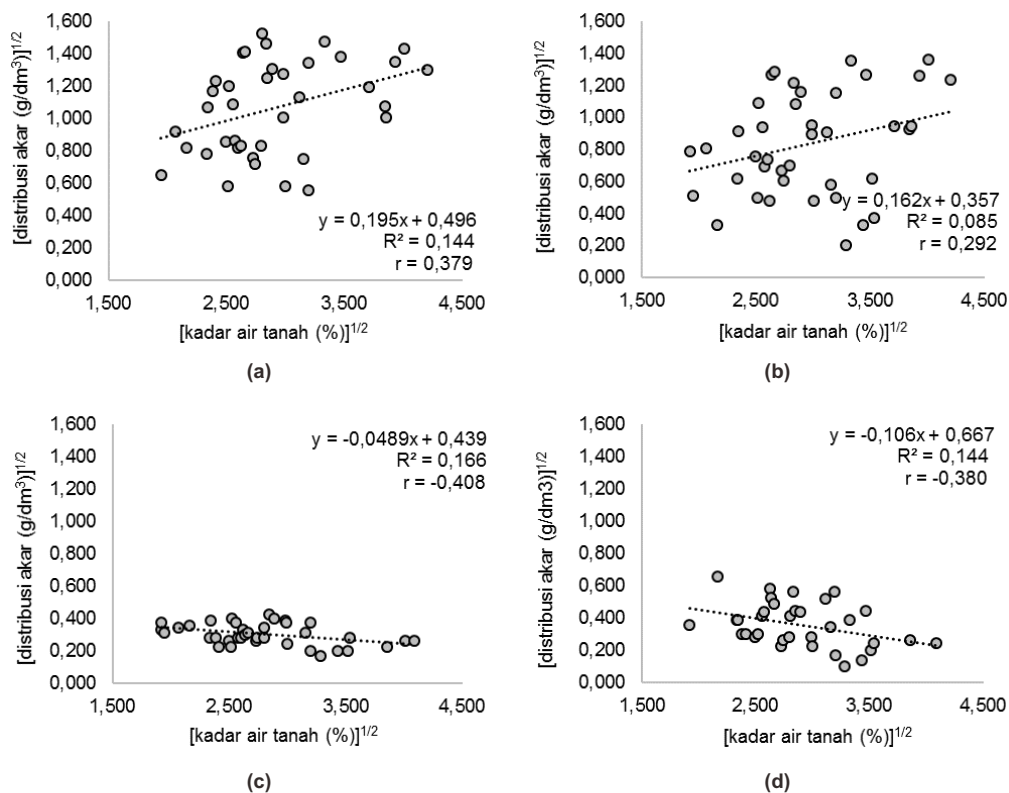 [distribusi akar (g/dm³)]¹/²
1,600
1,400
1,200
1,000
0,800
0,600
0,400
0,200
0,000
y = 0,195x + 0,496
R² = 0,144
r = 0,379
1,500 2,500 3,500 4,500
[kadar air tanah (%)]¹/²
(a)
[distribusi akar (g/dm³)]¹/²
1,600
1,400
1,200
1,000
0,800
0,600
0,400
0,200
0,000
y = 0,162x + 0,357
R² = 0,085
r = 0,292
1,500 2,500 3,500 4,500
[kadar air tanah (%)]¹/²
(b)
[distribusi akar (g/dm³)]¹/²
1,600
1,400
1,200
1,000
0,800
0,600
0,400
0,200
0,000
y = -0,0489x + 0,439
R² = 0,166
r = -0,408
1,500 2,500 3,500 4,500
[kadar air tanah (%)]¹/²
(c)
[distribusi akar (g/dm3)]¹/²
1,600
1,400
1,200
1,000
0,800
0,600
0,400
0,200
0,000
y = -0,106x + 0,667
R² = 0,144
r = -0,380
1,500 2,500 3,500 4,500
[kadar air tanah (%)]¹/²
(d)